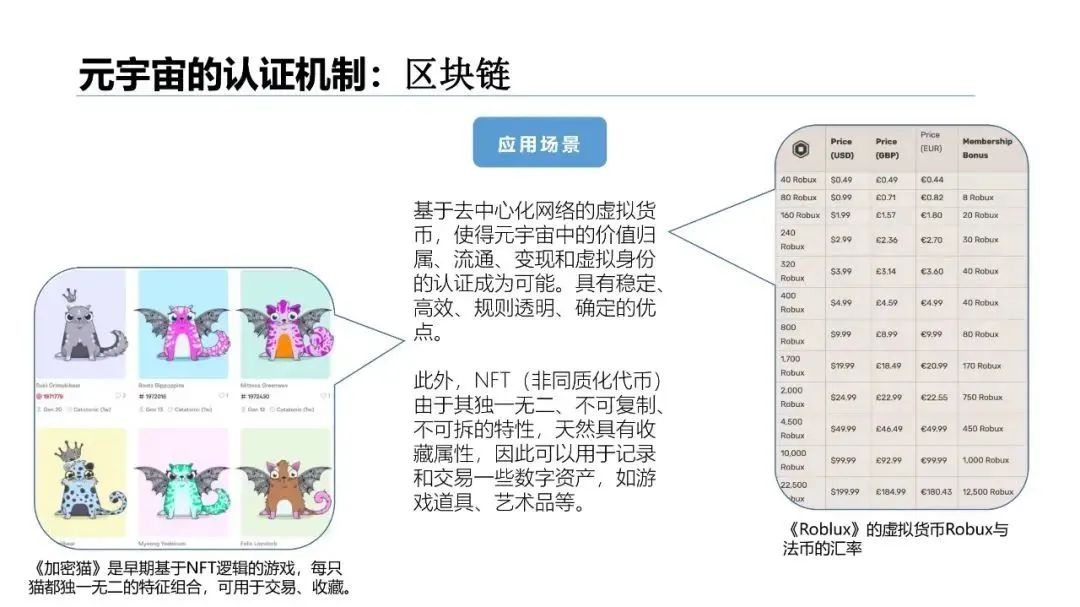 元宇宙的认证机制：区块链
应用场景
基于去中心化网络的虚拟货
币，使得元宇宙中的价值归
属、流通、变现和虚拟身份
的认证成为可能。具有稳定、
高效、规则透明、确定的优
点。
此外，NFT（非同质化代币）
由于其独一无二、不可复制、
不可拆的特性，天然具有收
藏属性，因此可以用于记录
和交易一些数字资产，如游
戏道具、艺术品等。
# 1972016
# 1972430
Gen 20 Catatonic (1w)
Gen 13 Catatonic (1w)
Gen 12 Catatonic (1w)
《加密猫》是早期基于NFT逻辑的游戏，每只
猫都独一无二的特征组合，可用于交易、收藏。
Price (USD) Price (GBP) Price (EUR) Membership Bonus
40 Robux $0.49 £0.49 €0.44
80 Robux $0.99 £0.71 €0.82 8 Robux
160 Robux $1.99 £1.57 €1.80 20 Robux
240 Robux $2.99 £2.36 €2.70 30 Robux
320 Robux $3.99 £3.14 €3.60 40 Robux
400 Robux $4.99 £4.59 €4.99 40 Robux
800 Robux $9.99 £8.99 €9.99 80 Robux
1,700 Robux $19.99 £18.49 €20.99 170 Robux
2,000 Robux $24.99 £22.99 €22.55 750 Robux
4,500 Robux $49.99 £46.49 €49.99 450 Robux
10,000 Robux $99.99 £92.99 €99.99 1,000 Robux
22,500 $199.99 £184.99 €180.43 12,500 Robux
《Roblux》的虚拟货币Robux与
法币的汇率